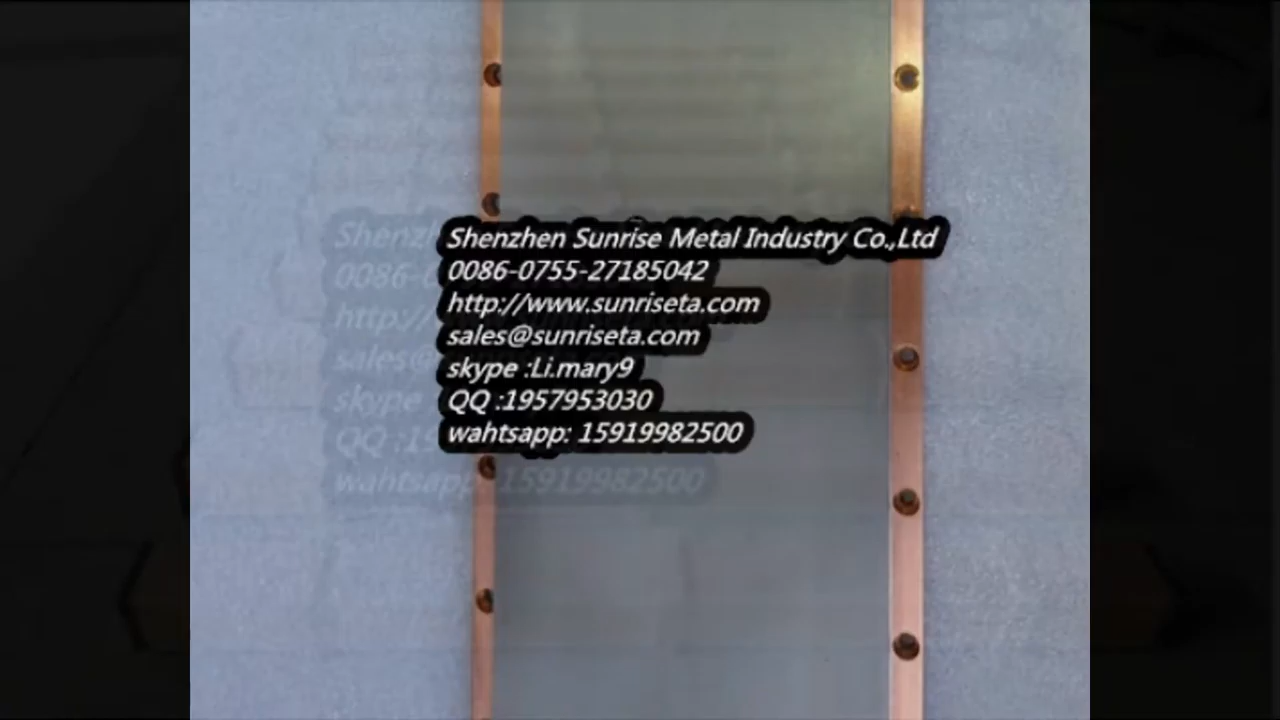 Shenzhen Sunrise Metal Industry Co.,Ltd
0086-0755-27185042
http://www.sunriseta.com
sales@sunriseta.com
skype :Li.mary9
QQ :1957953030
wahtsapp: 15919982500